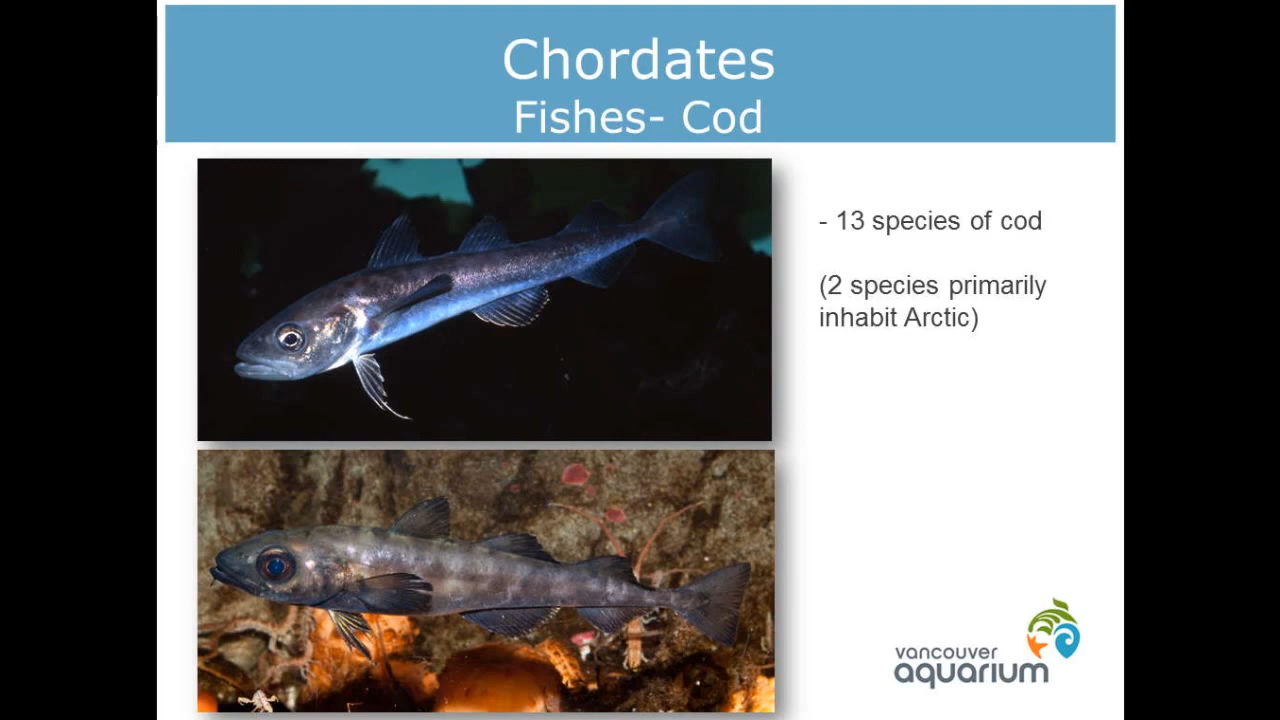 Chordates
Fishes- Cod
- 13 species of cod
(2 species primarily
inhabit Arctic)
vancouver
aquarium